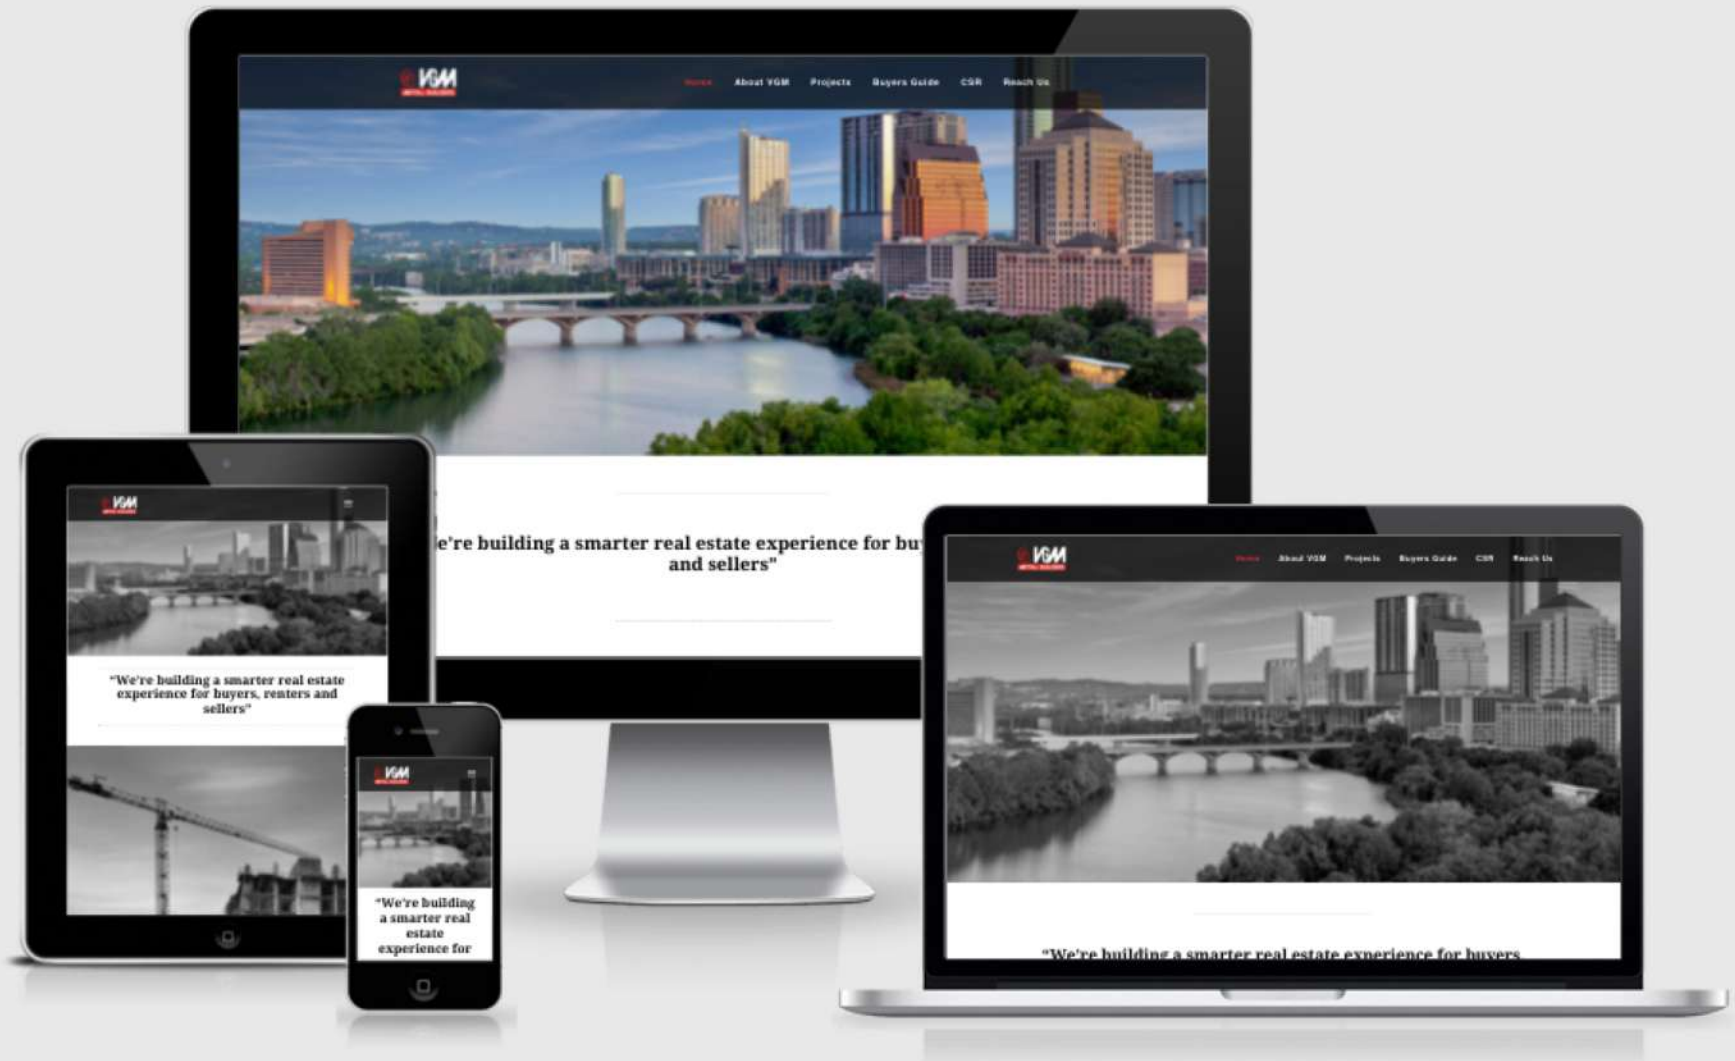 VGM
Home About VGM Projects Buyers Guide CSR Reach Us
e're building a smarter real estate experience for bu
and sellers"
VGM
"We're building a smarter real estate
experience for buyers, renters and
sellers"
VGM
"We're building
a smarter real
estate
experience for
VGM
Home About VGM Projects Buyers Guide CSR Reach Us
"We're building a smarter real estate experience for buyers